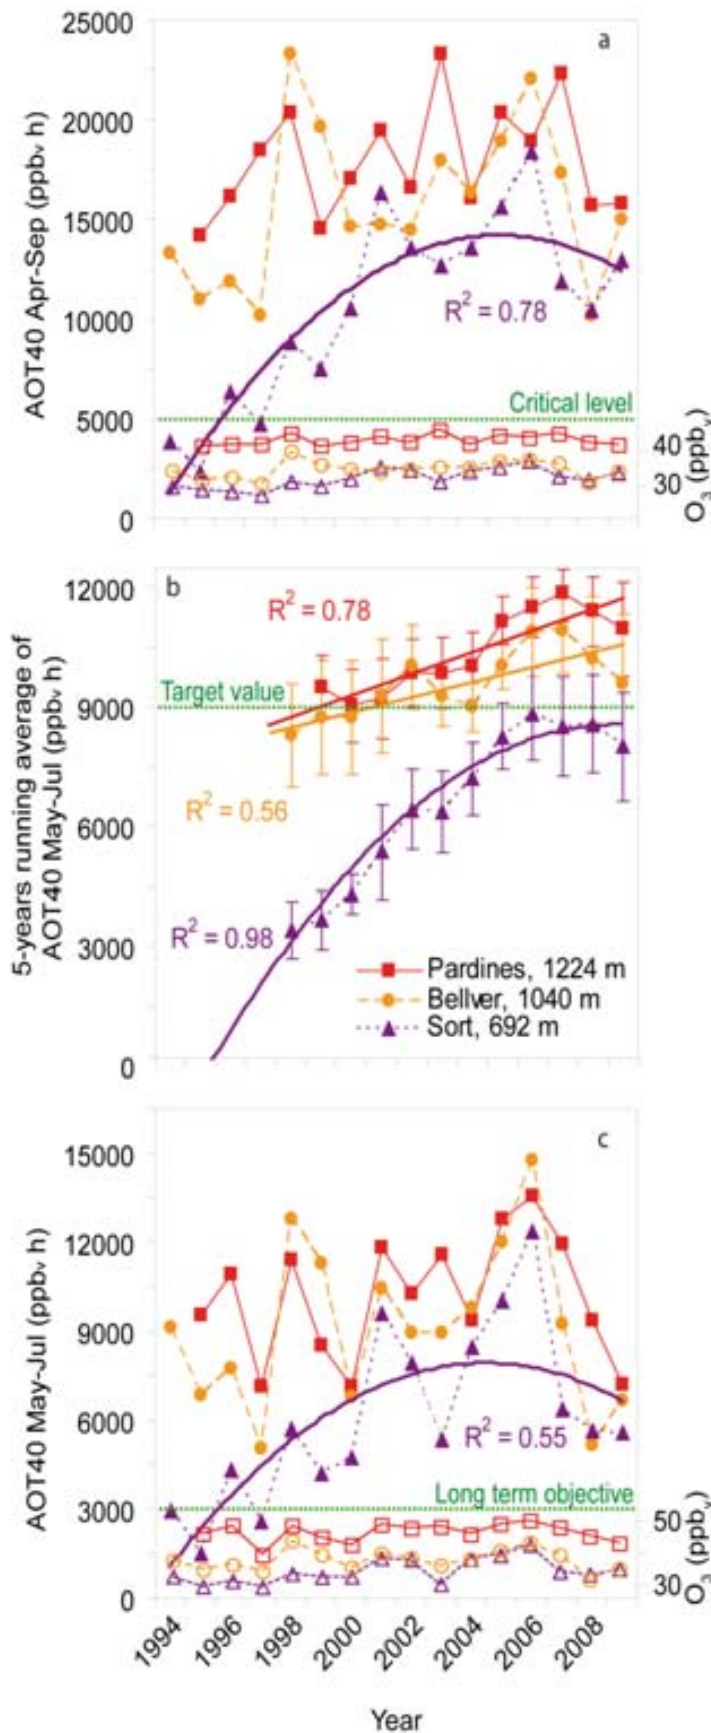 25000
20000
15000
10000
5000
0
AOT40 Apr-Sep (ppbv h)
a
R² = 0.78
Critical level
40
30
O₃ (ppbv)
12000
9000
6000
3000
0
5-years running average of
AOT40 May-Jul (ppbv h)
b
R² = 0.78
Target value
R² = 0.56
R² = 0.98
Pardines, 1224 m
Bellver, 1040 m
Sort, 692 m
15000
12000
9000
6000
3000
0
AOT40 May-Jul (ppbv h)
c
R² = 0.55
Long term objective
50
30
O₃ (ppbv)
1994 1996 1998 2000 2002 2004 2006 2008
Year